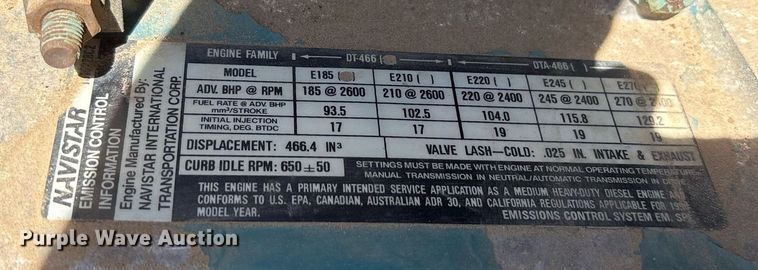 NAVISTAR
EMISSION CONTROL
INFORMATION
Engine Manufactured By:
NAVISTAR INTERNATIONAL
TRANSPORTATION CORP.
ENGINE FAMILY DT-466 ( DTA-466 (
MODEL E185 E210 ( ) E220 ( ) E245 ( )
ADV. BHP @ RPM 185 @ 2600 210 @ 2600 220 @ 2400 245 @ 2400 270 @
FUEL RATE @ ADV. BHP
mm³/STROKE 93.5 102.5 104.0 115.8 129.2
INITIAL INJECTION
TIMING, DEG. BTDC 17 17 19 19 19
DISPLACEMENT: 466.4 IN³ VALVE LASH–COLD: .025 IN. INTAKE & EXHAUST
CURB IDLE RPM: 650 ± 50 SETTINGS MUST BE MADE WITH ENGINE AT NORMAL OPERATING TEMPERATURE
MANUAL TRANSMISSION IN NEUTRAL/AUTOMATIC TRANSMISSION IN
THIS ENGINE HAS A PRIMARY INTENDED SERVICE APPLICATION AS A MEDIUM HEAVY-DUTY DIESEL ENGINE
CONFORMS TO U.S. EPA, CANADIAN, AUSTRALIAN ADR 30, AND CALIFORNIA REGULATIONS APPLICABLE FOR
MODEL YEAR. EMISSIONS CONTROL SYSTEM EM,
Purple Wave Auction